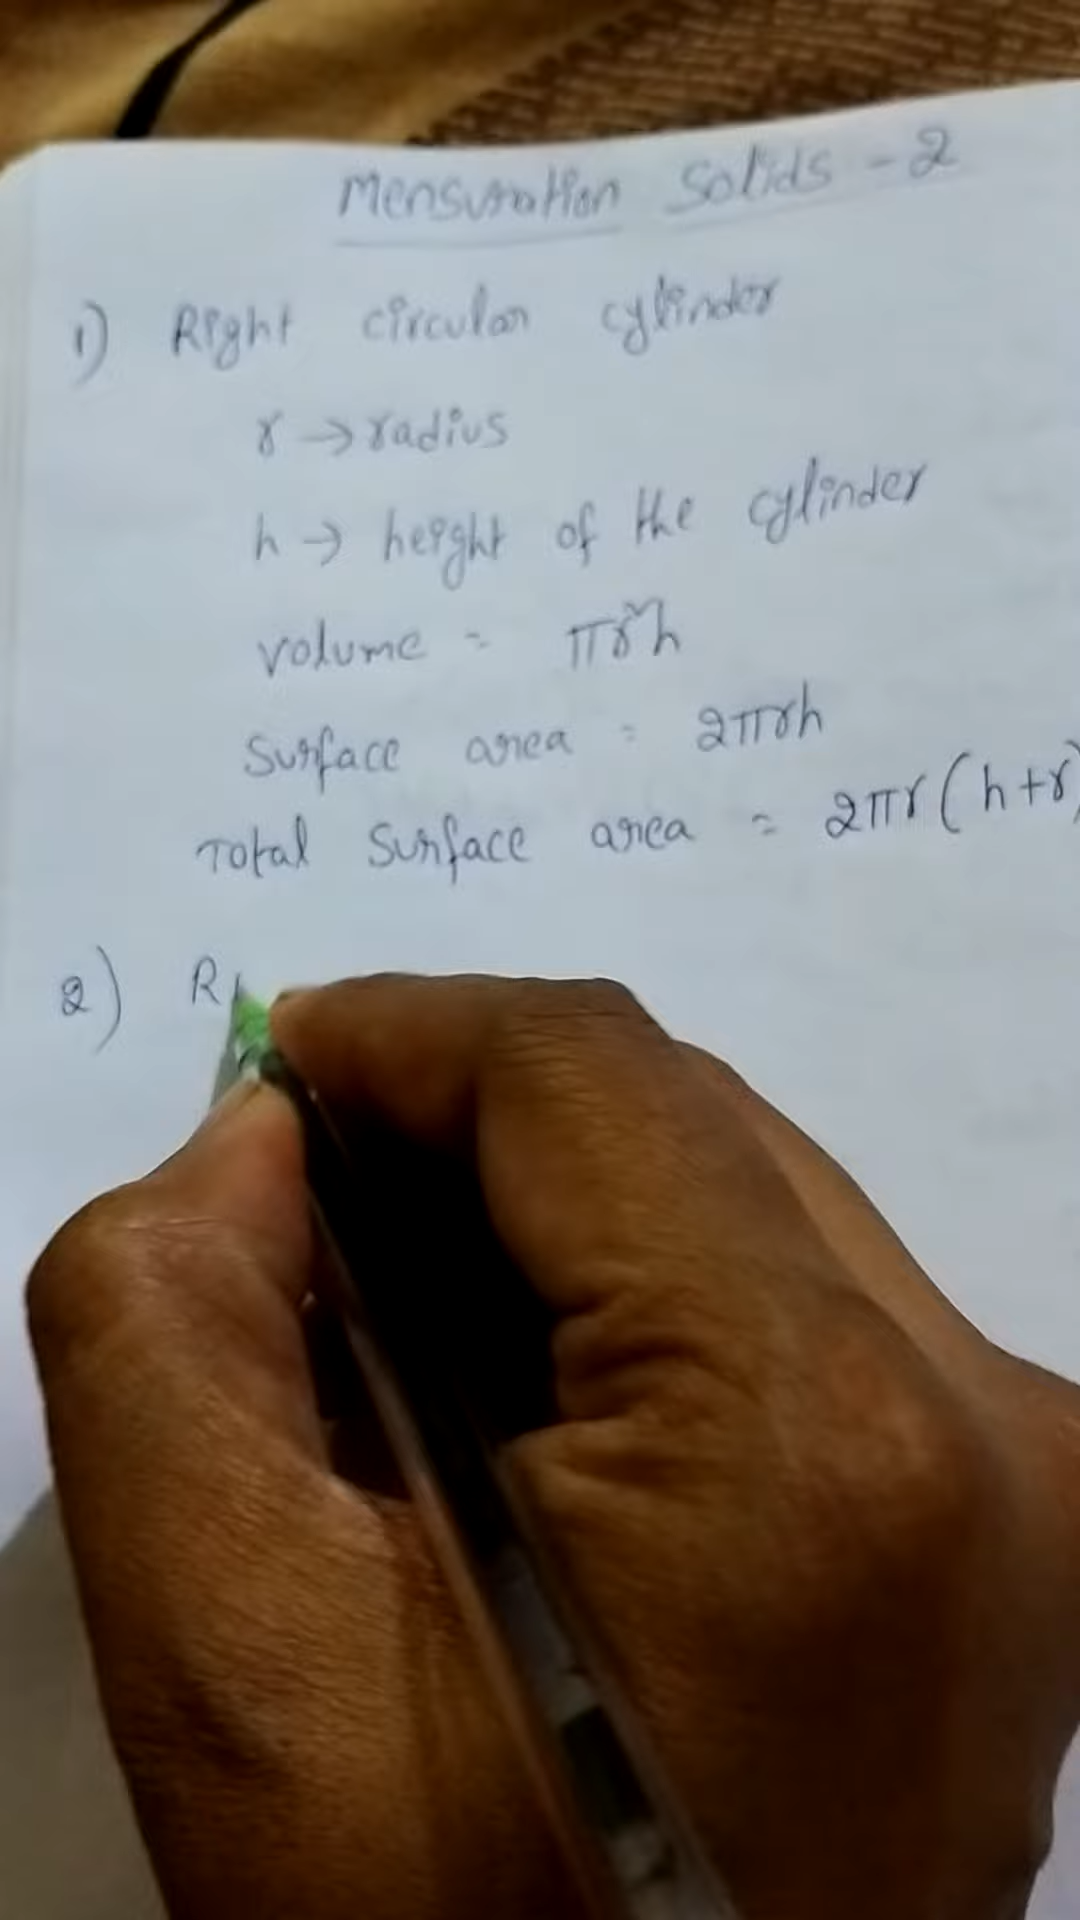 Mensuration Solids - 2
1) Right circular cylinder
r → radius
h → height of the cylinder
volume = πr²h
Surface area = 2πrh
Total Surface area = 2πr(h+r)
2) R